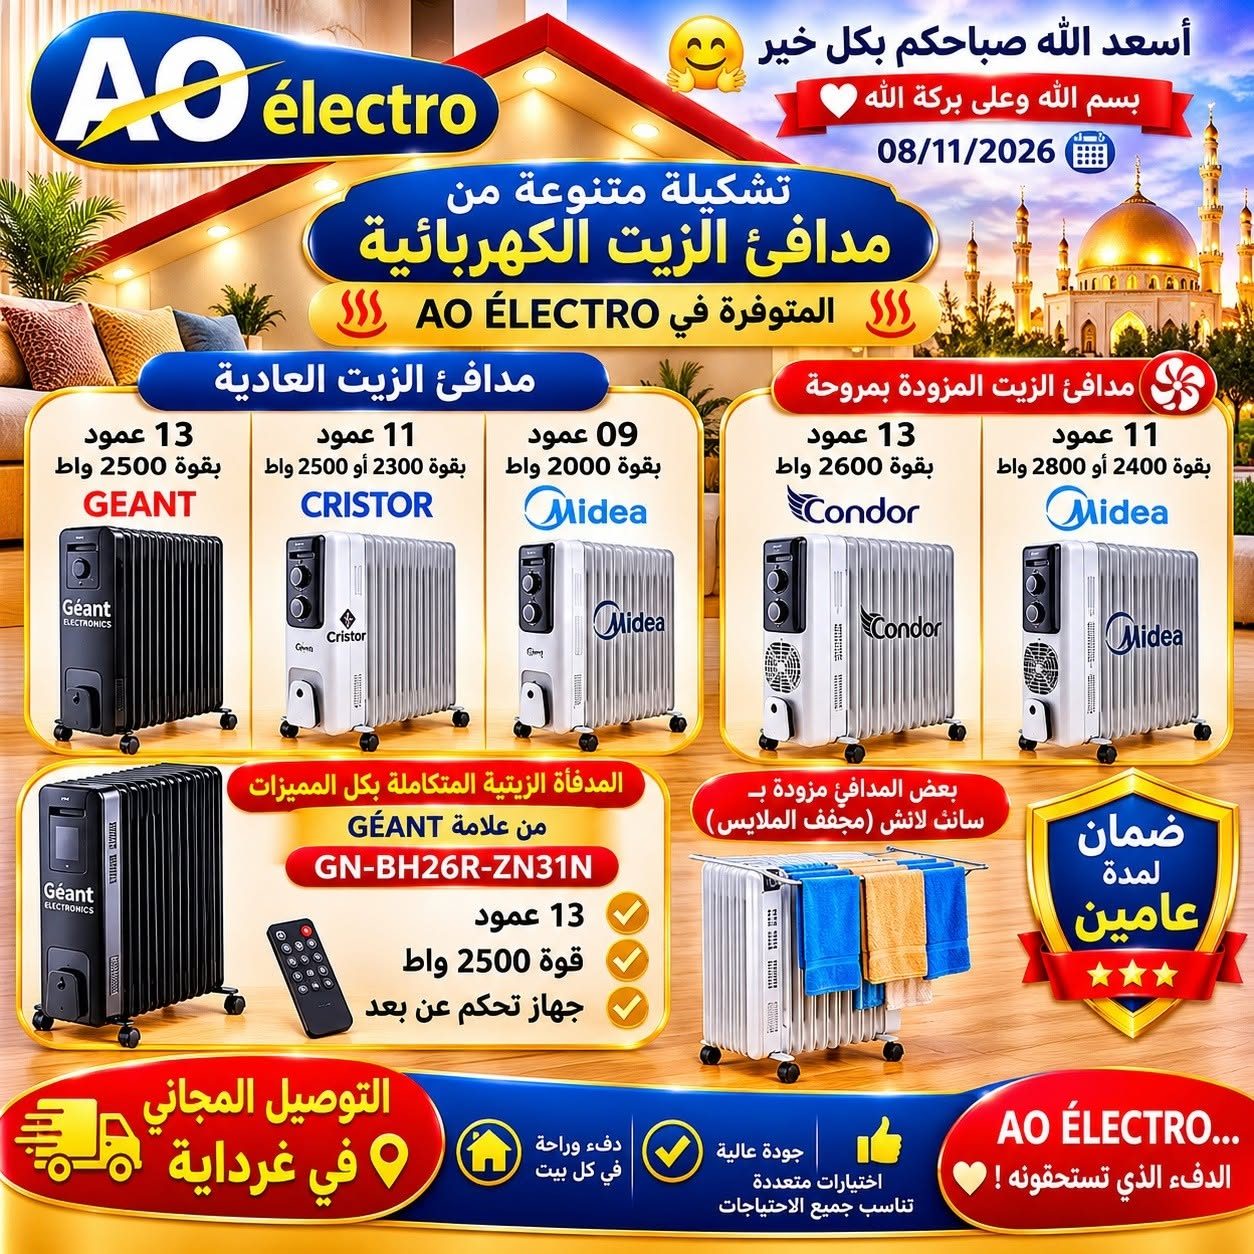 AO électro
أسعد الله صباحكم بكل خير
بسم الله وعلى بركة الله
08/11/2026
تشكيلة متنوعة من
مدافئ الزيت الكهربائية
المتوفرة في AO ÉLECTRO
مدافئ الزيت المزودة بمروحة
11 عمود
بقوة 2400 أو 2800 واط
Midea
Midea
13 عمود
بقوة 2600 واط
Condor
Condor
مدافئ الزيت العادية
09 عمود
بقوة 2000 واط
Midea
Midea
11 عمود
بقوة 2300 أو 2500 واط
CRISTOR
Cristor
13 عمود
بقوة 2500 واط
GEANT
Géant
ELECTRONICS
المدفأة الزيتية المتكاملة بكل المميزات
من علامة GÉANT
GN-BH26R-ZN31N
13 عمود
قوة 2500 واط
جهاز تحكم عن بعد
Géant
ELECTRONICS
بعض المدافئ مزودة بـ
سانش لانش (مجفف الملابس)
ضمان
لمدة
عامين
التوصيل المجاني
في غرداية
دفء وراحة
في كل بيت
جودة عالية
اختيارات متعددة
تناسب جميع الاحتياجات
AO ÉLECTRO...
الدفء الذي تستحقونه !